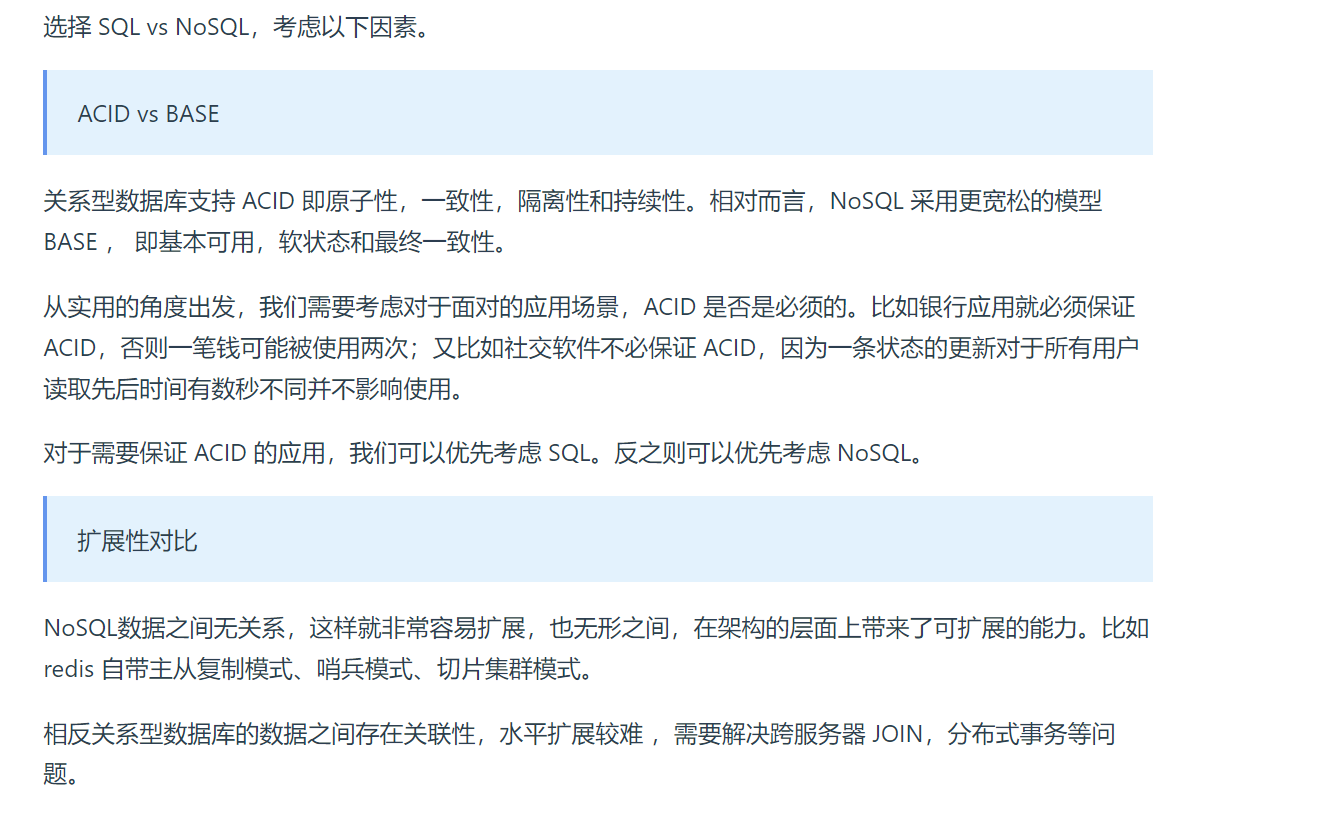 选择 SQL vs NoSQL，考虑以下因素。
ACID vs BASE
关系型数据库支持 ACID 即原子性，一致性，隔离性和持续性。相对而言，NoSQL 采用更宽松的模型
BASE ， 即基本可用，软状态和最终一致性。
从实用的角度出发，我们需要考虑对于面对的应用场景，ACID 是否是必须的。比如银行应用就必须保证
ACID，否则一笔钱可能被使用两次；又比如社交软件不必保证 ACID，因为一条状态的更新对于所有用户
读取先后时间有数秒不同并不影响使用。
对于需要保证 ACID 的应用，我们可以优先考虑 SQL。反之则可以优先考虑 NoSQL。
扩展性对比
NoSQL数据之间无关系，这样就非常容易扩展，也无形之间，在架构的层面上带来了可扩展的能力。比如
redis 自带主从复制模式、哨兵模式、切片集群模式。
相反关系型数据库的数据之间存在关联性，水平扩展较难 ，需要解决跨服务器 JOIN，分布式事务等问
题。